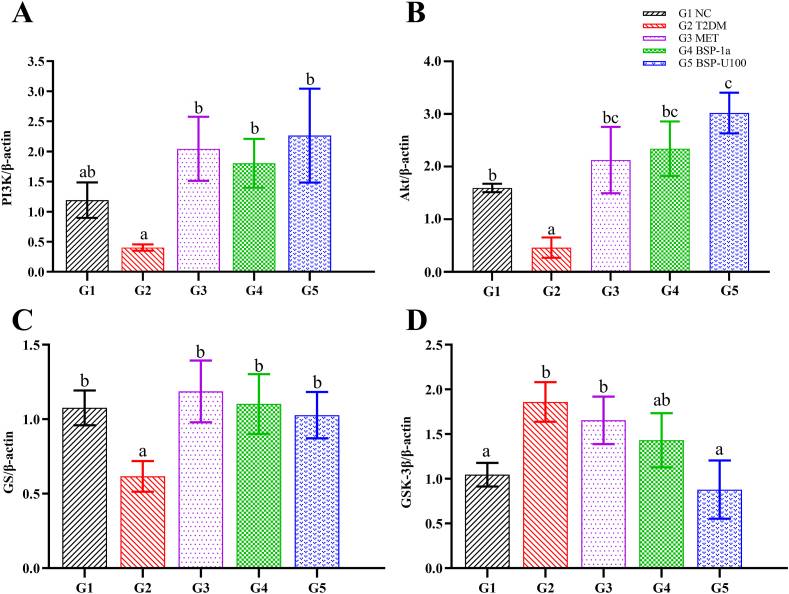 A
B
G1 NC
G2 T2DM
G3 MET
G4 BSP-1a
G5 BSP-U100
PI3K/β-actin
3.5
3.0
2.5
2.0
1.5
1.0
0.5
0.0
ab
a
b
b
b
G1 G2 G3 G4 G5
Akt/β-actin
4.0
3.0
2.0
1.0
0.0
b
a
bc
bc
c
G1 G2 G3 G4 G5
C
D
GS/β-actin
1.5
1.0
0.5
0.0
b
a
b
b
b
G1 G2 G3 G4 G5
GSK-3β/β-actin
2.5
2.0
1.5
1.0
0.5
0.0
a
b
b
ab
a
G1 G2 G3 G4 G5